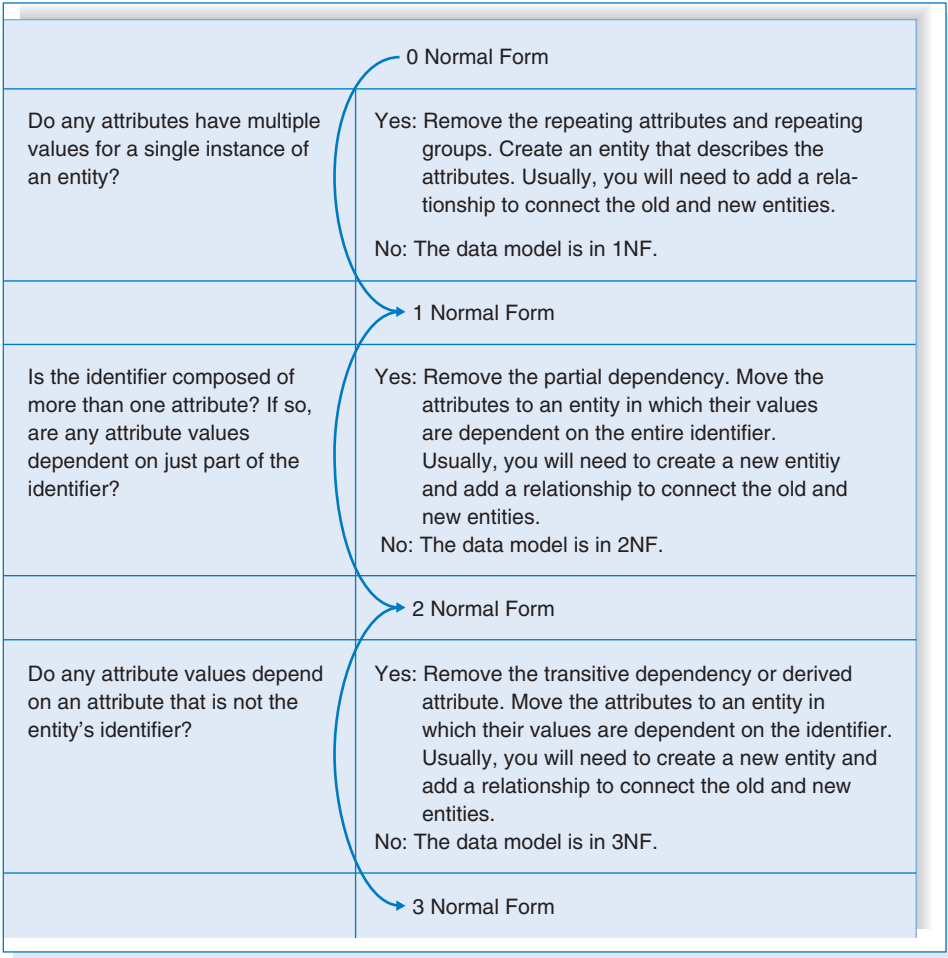 0 Normal Form
Do any attributes have multiple
values for a single instance of
an entity?
Yes: Remove the repeating attributes and repeating
groups. Create an entity that describes the
attributes. Usually, you will need to add a rela-
tionship to connect the old and new entities.
No: The data model is in 1NF.
1 Normal Form
Is the identifier composed of
more than one attribute? If so,
are any attribute values
dependent on just part of the
identifier?
Yes: Remove the partial dependency. Move the
attributes to an entity in which their values
are dependent on the entire identifier.
Usually, you will need to create a new entitiy
and add a relationship to connect the old and
new entities.
No: The data model is in 2NF.
2 Normal Form
Do any attribute values depend
on an attribute that is not the
entity's identifier?
Yes: Remove the transitive dependency or derived
attribute. Move the attributes to an entity in
which their values are dependent on the identifier.
Usually, you will need to create a new entity and
add a relationship to connect the old and new
entities.
No: The data model is in 3NF.
3 Normal Form